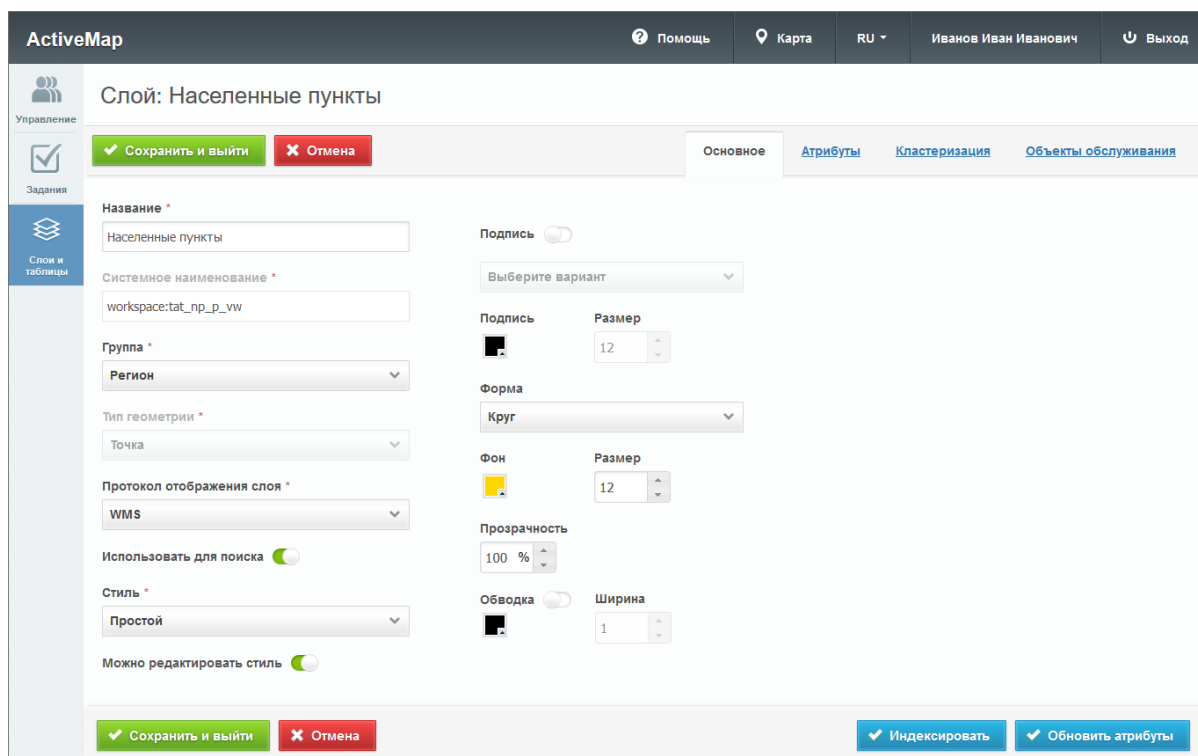 ActiveMap
Помощь
Карта
RU
Иванов Иван Иванович
Выход
Управление
Задания
Слои и
таблицы
Слой: Населенные пункты
Сохранить и выйти
Отмена
Основное
Атрибуты
Кластеризация
Объекты обслуживания
Название *
Населенные пункты
Системное наименование *
workspace:tat_np_p_vw
Группа *
Регион
Тип геометрии *
Точка
Протокол отображения слоя *
WMS
Использовать для поиска
Стиль *
Простой
Можно редактировать стиль
Подпись
Выберите вариант
Подпись
Размер
12
Форма
Круг
Фон
Размер
12
Прозрачность
100 %
Обводка
Ширина
1
Сохранить и выйти
Отмена
Индексировать
Обновить атрибуты